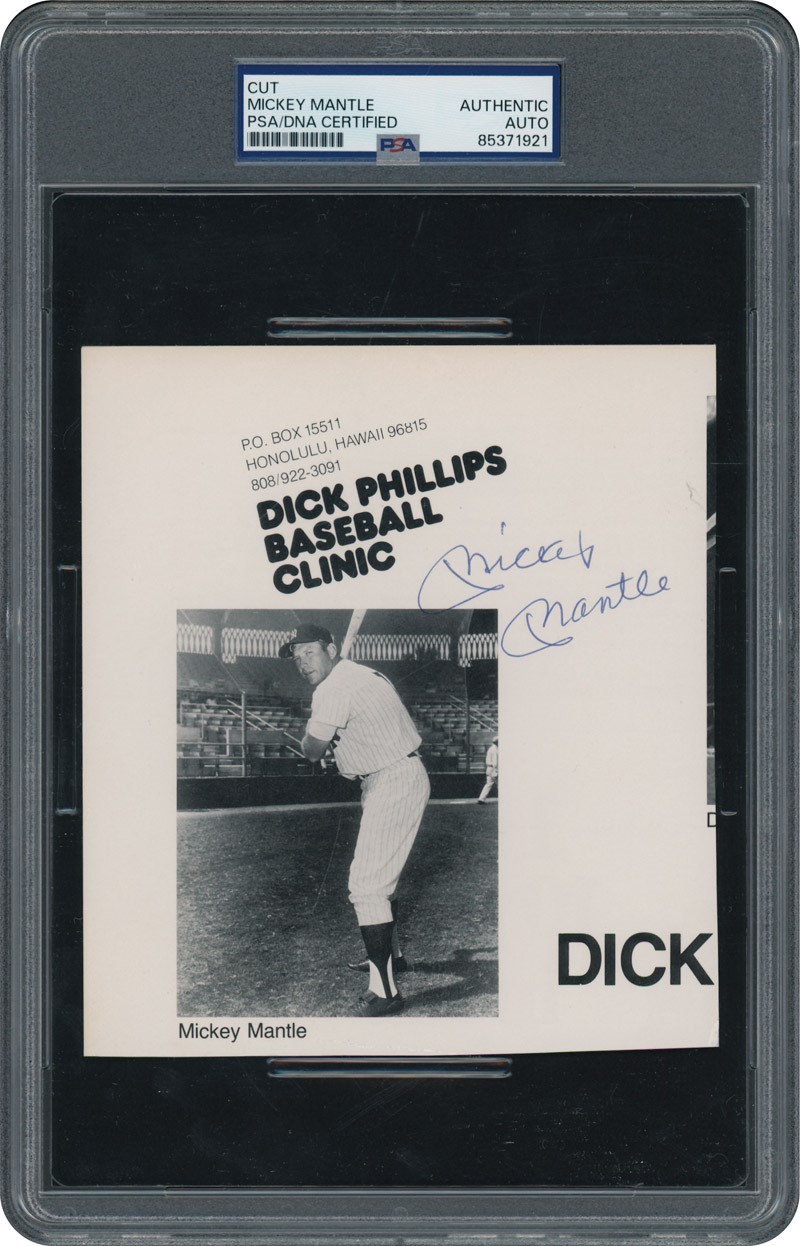 PSA
CUT
MICKEY MANTLE
PSA/DNA CERTIFIED
AUTHENTIC
AUTO
85371921
PSA
P.O. BOX 15511
HONOLULU, HAWAII 96815
808/922-3091
DICK PHILLIPS
BASEBALL
CLINIC
Mickey
Mantle
D
DICK
Mickey Mantle